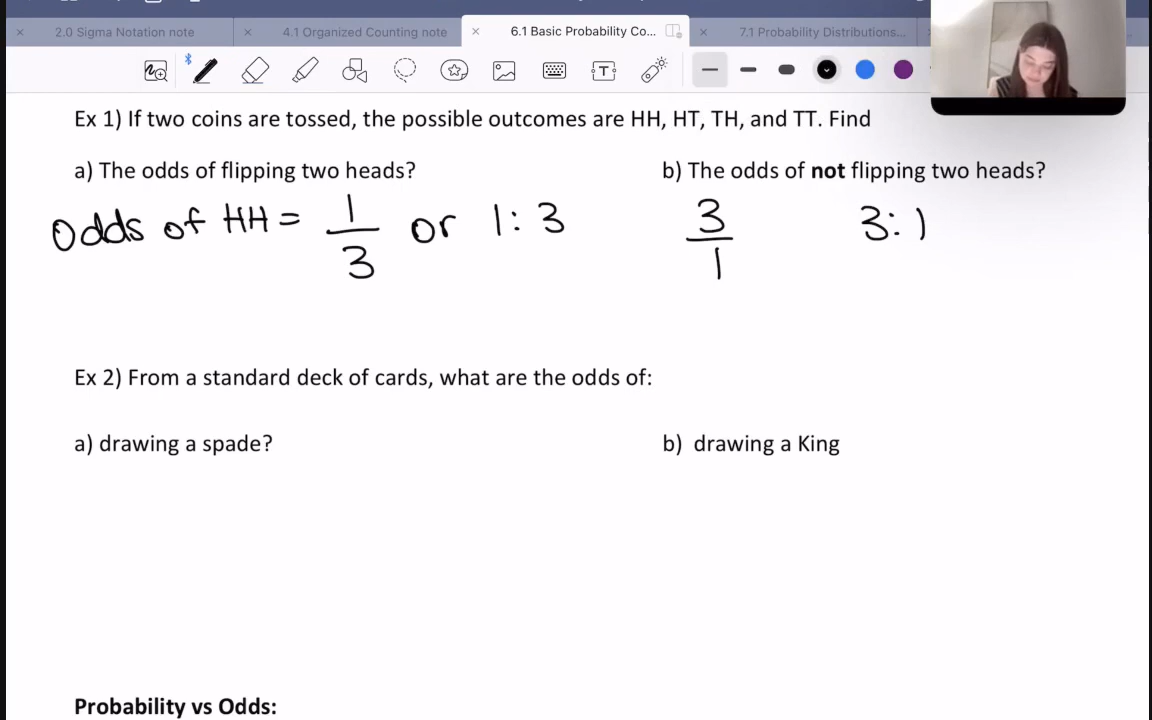 2.0 Sigma Notation note
4.1 Organized Counting note
6.1 Basic Probability Co...
7.1 Probability Distributions...
Ex 1) If two coins are tossed, the possible outcomes are HH, HT, TH, and TT. Find
a) The odds of flipping two heads?
b) The odds of not flipping two heads?
Odds of HH = 1/3 or 1:3
3/1 3:1
Ex 2) From a standard deck of cards, what are the odds of:
a) drawing a spade?
b) drawing a King
Probability vs Odds: